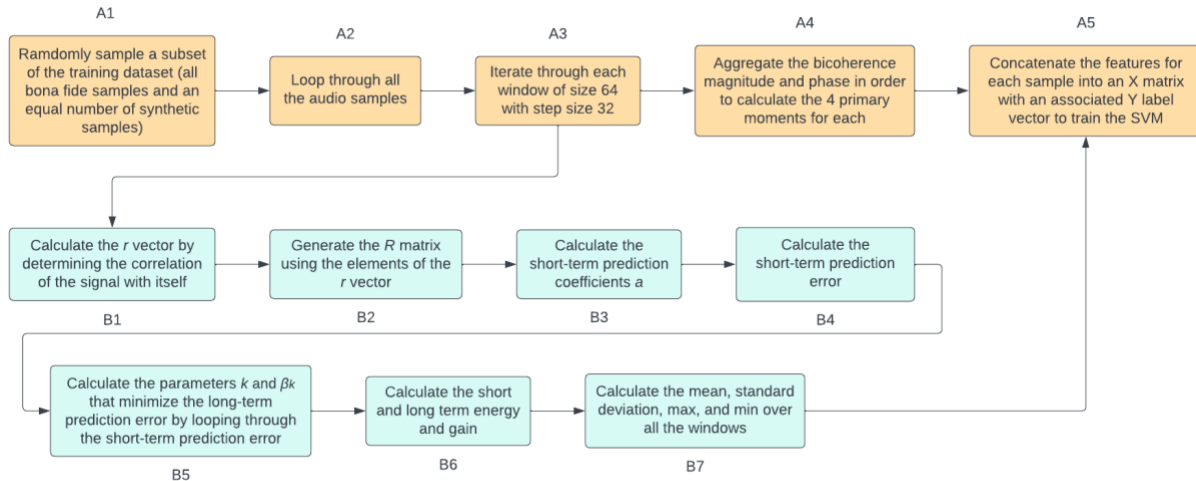 A1
Ramdomly sample a subset
of the training dataset (all
bona fide samples and an
equal number of synthetic
samples)
A2
Loop through all
the audio samples
A3
Iterate through each
window of size 64
with step size 32
A4
Aggregate the bicoherence
magnitude and phase in order
to calculate the 4 primary
moments for each
A5
Concatenate the features for
each sample into an X matrix
with an associated Y label
vector to train the SVM
Calculate the r vector by
determining the correlation
of the signal with itself
B1
Generate the R matrix
using the elements of the
r vector
B2
Calculate the
short-term prediction
coefficients a
B3
Calculate the
short-term prediction
error
B4
Calculate the parameters k and βk
that minimize the long-term
prediction error by looping through
the short-term prediction error
B5
Calculate the short
and long term energy
and gain
B6
Calculate the mean, standard
deviation, max, and min over
all the windows
B7